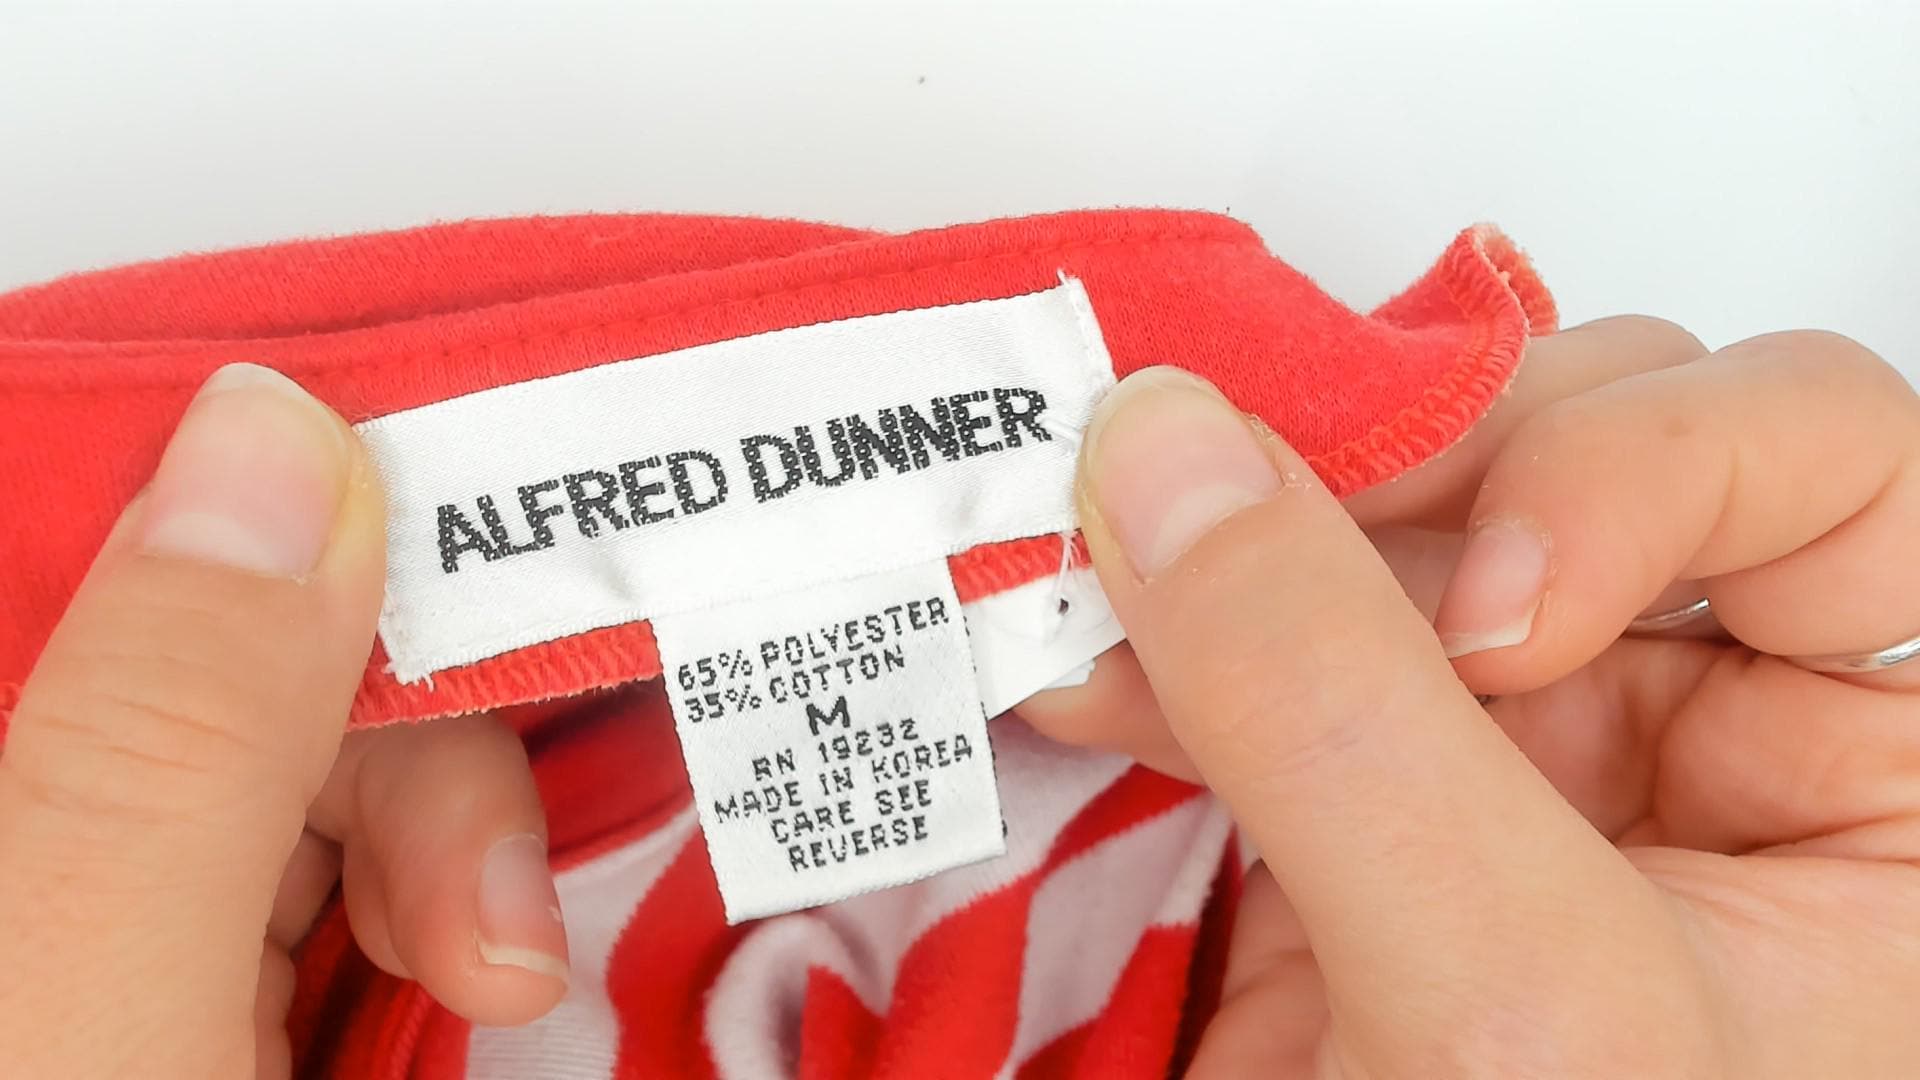 ALFRED DUNNER
65% POLYESTER
35% COTTON
M
RN 19232
MADE IN KOREA
CARE SEE
REVERSE